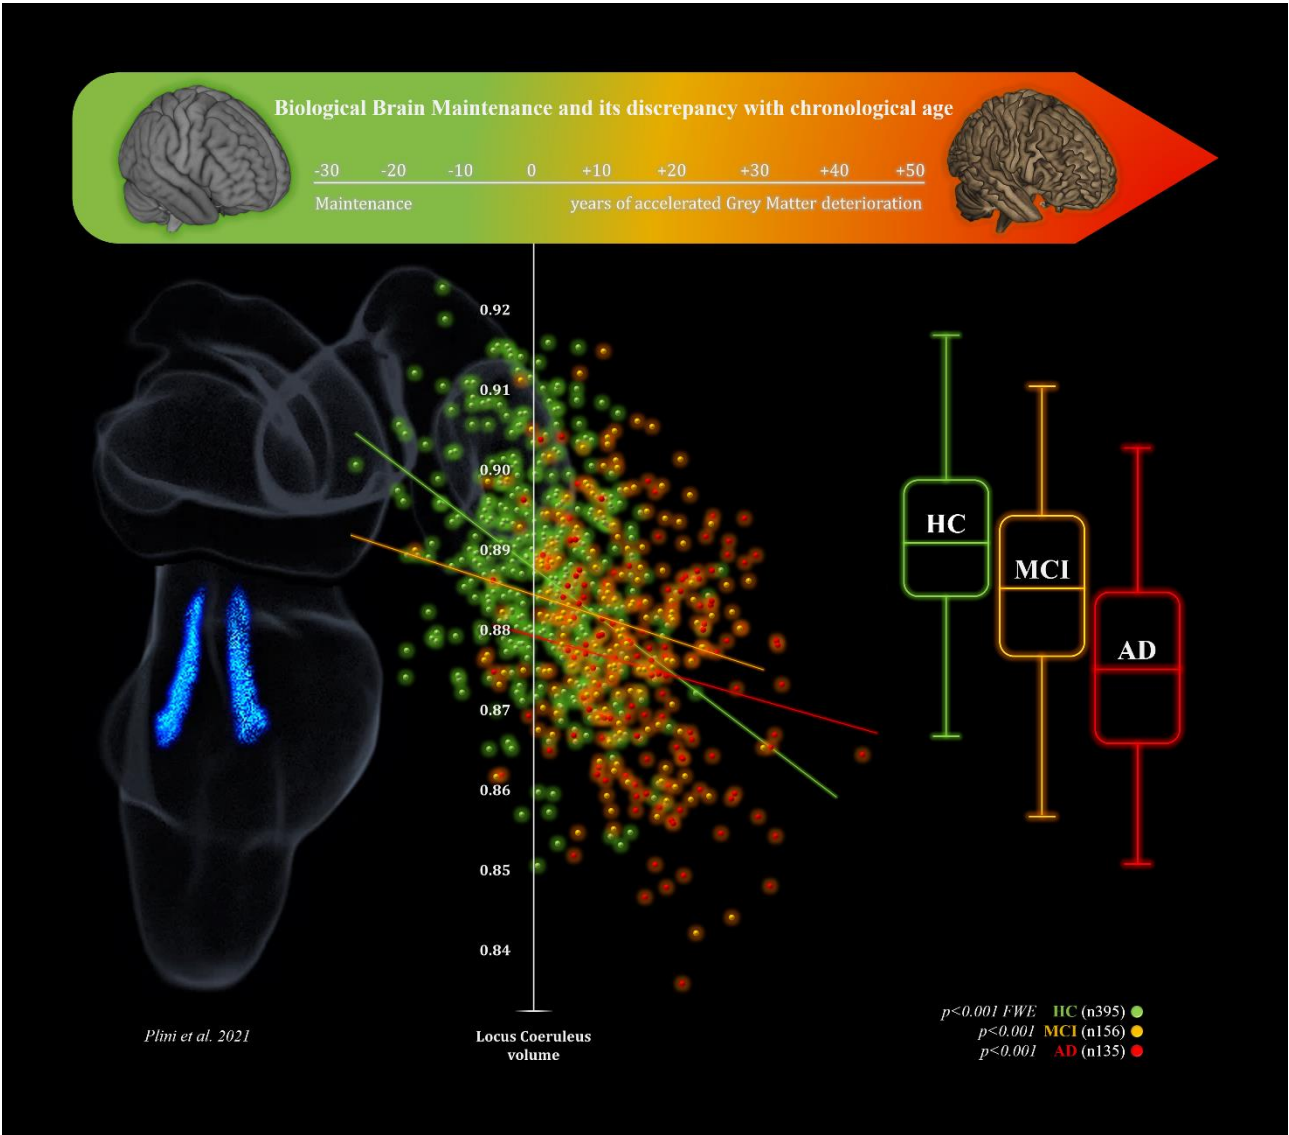 Biological Brain Maintenance and its discrepancy with chronological age
-30 -20 -10 0 +10 +20 +30 +40 +50
Maintenance years of accelerated Grey Matter deterioration
0.92
0.91
0.90
0.89
0.88
0.87
0.86
0.85
0.84
HC
MCI
AD
Plini et al. 2021
Locus Coeruleus
volume
p<0.001 FWE HC (n395)
p<0.001 MCI (n156)
p<0.001 AD (n135)